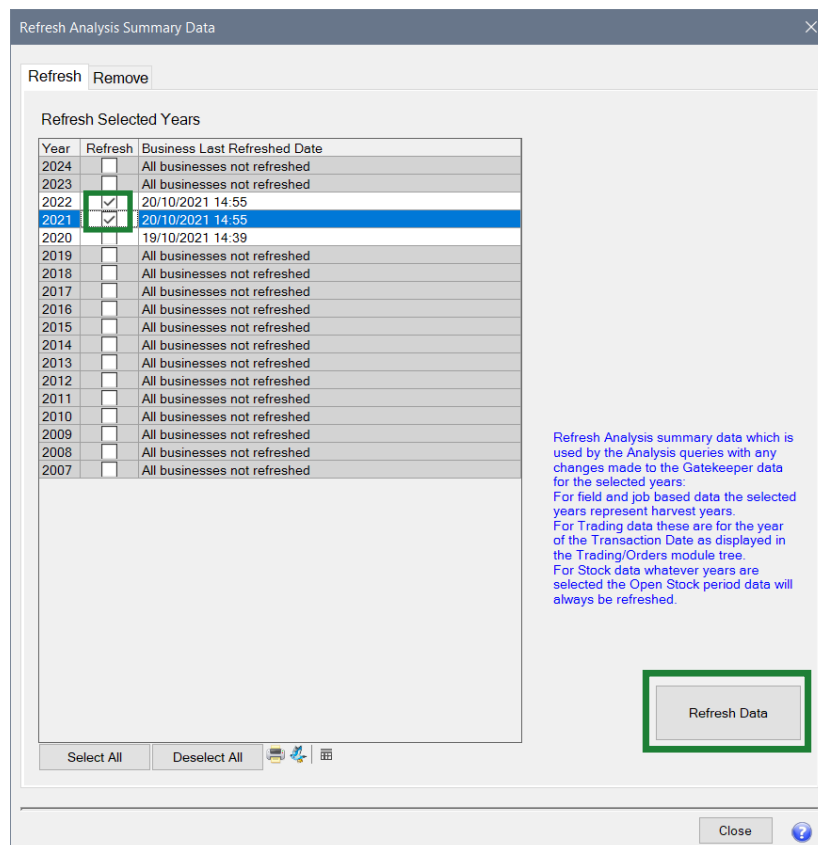 Refresh Analysis Summary Data
Refresh Remove
Refresh Selected Years
Year Refresh Business Last Refreshed Date
2024 All businesses not refreshed
2023 All businesses not refreshed
2022 20/10/2021 14:55
2021 20/10/2021 14:55
2020 19/10/2021 14:39
2019 All businesses not refreshed
2018 All businesses not refreshed
2017 All businesses not refreshed
2016 All businesses not refreshed
2015 All businesses not refreshed
2014 All businesses not refreshed
2013 All businesses not refreshed
2012 All businesses not refreshed
2011 All businesses not refreshed
2010 All businesses not refreshed
2009 All businesses not refreshed
2008 All businesses not refreshed
2007 All businesses not refreshed
Refresh Analysis summary data which is
used by the Analysis queries with any
changes made to the Gatekeeper data
for the selected years:
For field and job based data the selected
years represent harvest years.
For Trading data these are for the year
of the Transaction Date as displayed in
the Trading/Orders module tree.
For Stock data whatever years are
selected the Open Stock period data will
always be refreshed.
Refresh Data
Select All Deselect All
Close ?